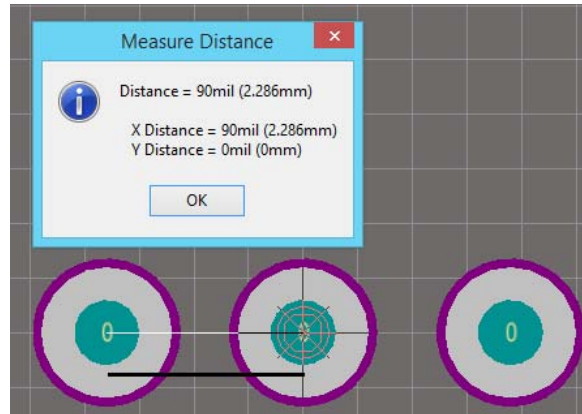 Measure Distance
Distance = 90mil (2.286mm)
X Distance = 90mil (2.286mm)
Y Distance = 0mil (0mm)
OK
0
0